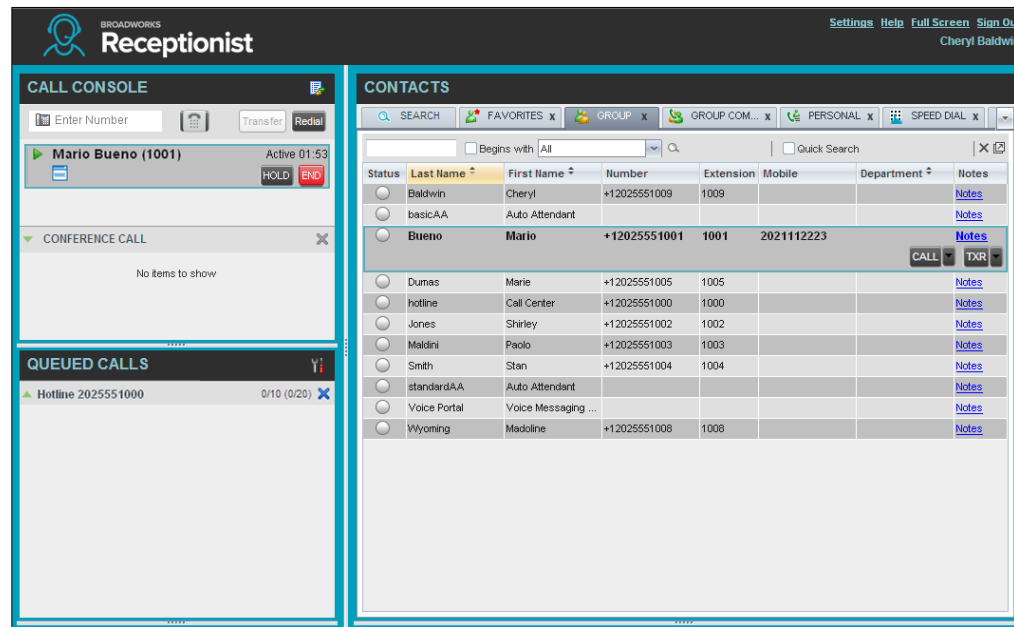 BROADWORKS
Receptionist
Settings Help Full Screen Sign Ou
Cheryl Baldwi
CALL CONSOLE
Enter Number Transfer Redial
Mario Bueno (1001) Active 01:53
HOLD END
CONFERENCE CALL
No items to show
QUEUED CALLS
Hotline 2025551000 0/10 (0/20)
CONTACTS
SEARCH FAVORITES x GROUP x GROUP COM... x PERSONAL x SPEED DIAL x
Begins with All Quick Search
Status Last Name First Name Number Extension Mobile Department Notes
Baldwin Cheryl +12025551009 1009 Notes
basicAA Auto Attendant Notes
Bueno Mario +12025551001 1001 2021112223 Notes
CALL TXR
Dumas Marie +12025551005 1005 Notes
hotline Call Center +12025551000 1000 Notes
Jones Shirley +12025551002 1002 Notes
Maldini Paolo +12025551003 1003 Notes
Smith Stan +12025551004 1004 Notes
standardAA Auto Attendant Notes
Voice Portal Voice Messaging ... Notes
Wyoming Madoline +12025551008 1008 Notes